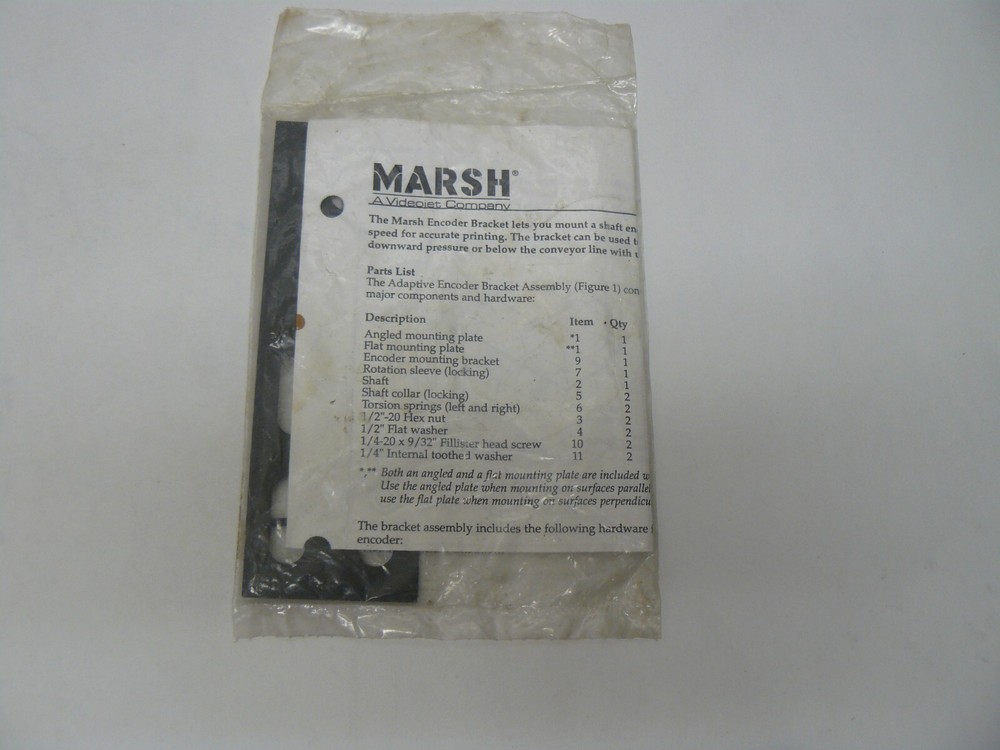 MARSH®
A Videojet Company
The Marsh Encoder Bracket lets you mount a shaft en
speed for accurate printing. The bracket can be used t
downward pressure or below the conveyor line with u
Parts List
The Adaptive Encoder Bracket Assembly (Figure 1) con
major components and hardware:
Description Item Qty
Angled mounting plate *1 1
Flat mounting plate **1 1
Encoder mounting bracket 9 1
Rotation sleeve (locking) 7 1
Shaft 2 1
Shaft collar (locking) 5 2
Torsion springs (left and right) 6 2
1/2"-20 Hex nut 3 2
1/2" Flat washer 4 2
1/4-20 x 9/32" Fillister head screw 10 2
1/4" Internal toothed washer 11 2
*,** Both an angled and a flat mounting plate are included w
Use the angled plate when mounting on surfaces parallel
use the flat plate when mounting on surfaces perpendicu
The bracket assembly includes the following hardware f
encoder: